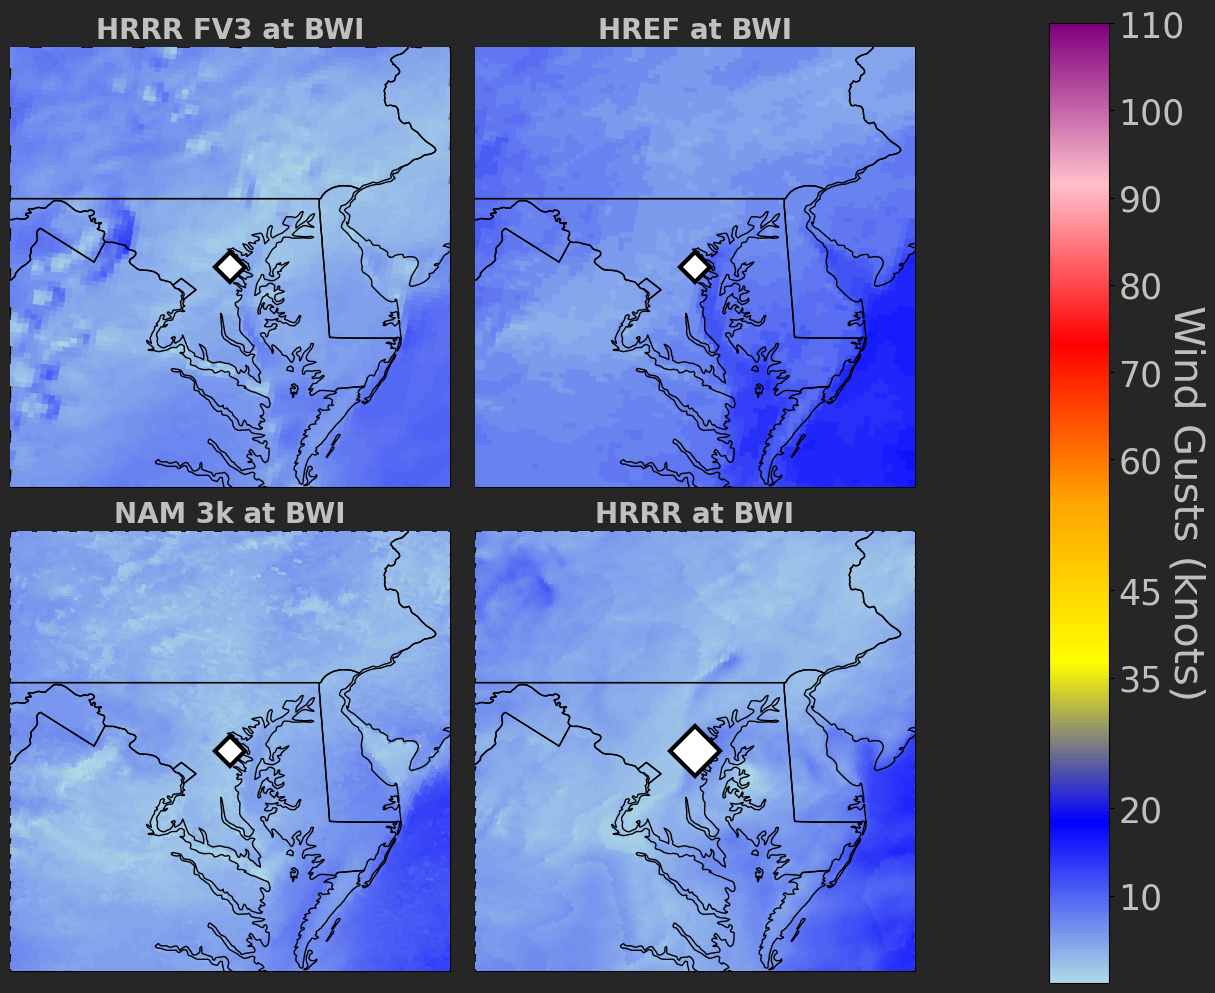 HRRR FV3 at BWI
HREF at BWI
NAM 3k at BWI
HRRR at BWI
110
100
90
80
70
60
45
35
20
10
Wind Gusts (knots)